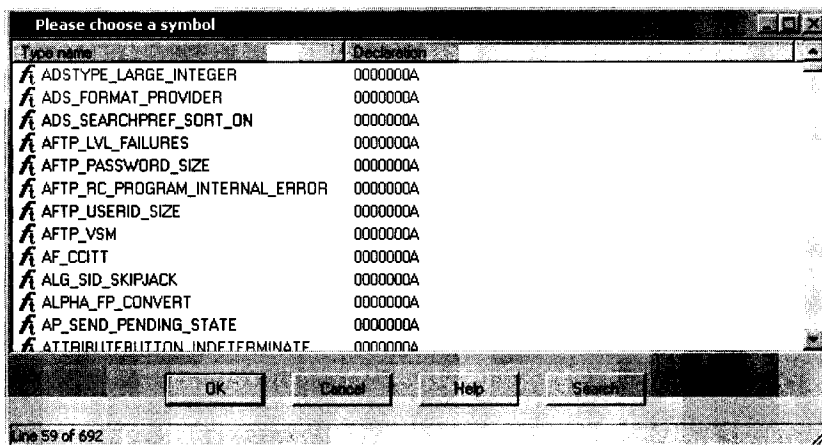 Please choose a symbol
Type name Declaration
ADSTYPE_LARGE_INTEGER 0000000A
ADS_FORMAT_PROVIDER 0000000A
ADS_SEARCHPREF_SORT_ON 0000000A
AFTP_LVL_FAILURES 0000000A
AFTP_PASSWORD_SIZE 0000000A
AFTP_RC_PROGRAM_INTERNAL_ERROR 0000000A
AFTP_USERID_SIZE 0000000A
AFTP_VSM 0000000A
AF_CCITT 0000000A
ALG_SID_SKIPJACK 0000000A
ALPHA_FP_CONVERT 0000000A
AP_SEND_PENDING_STATE 0000000A
ATTRIBUTEBUTTON_INDETERMINATE 0000000A
OK Cancel Help Search
Line 59 of 692